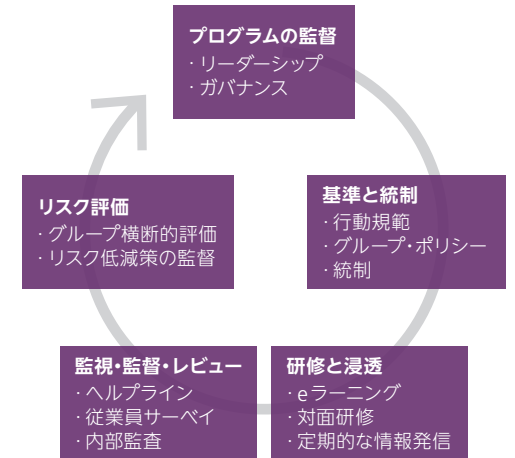 プログラムの監督
・リーダーシップ
・ガバナンス
基準と統制
・行動規範
・グループ・ポリシー
・統制
研修と浸透
・eラーニング
・対面研修
・定期的な情報発信
監視・監督・レビュー
・ヘルプライン
・従業員サーベイ
・内部監査
リスク評価
・グループ横断的評価
・リスク低減策の監督